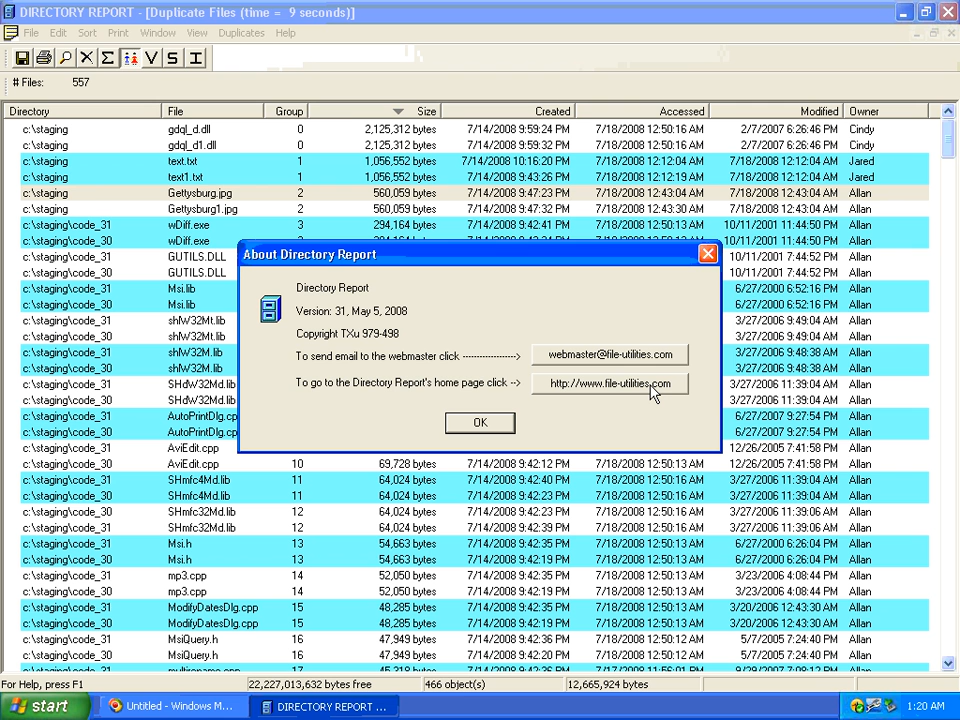 DIRECTORY REPORT - [Duplicate Files (time =  9 seconds)]
File Edit Sort Print Window View Duplicates Help
# Files: 557
Directory File Group Size Created Accessed Modified Owner
c:\staging gdql_d.dll 0 2,125,312 bytes 7/14/2008 9:59:24 PM 7/18/2008 12:50:16 AM 2/7/2007 6:26:46 PM Cindy
c:\staging gdql_d1.dll 0 2,125,312 bytes 7/14/2008 9:59:32 PM 7/18/2008 12:50:16 AM 2/7/2007 6:26:46 PM Cindy
c:\staging text.txt 1 1,056,552 bytes 7/14/2008 10:16:20 PM 7/18/2008 12:12:04 AM 7/18/2008 12:12:04 AM Jared
c:\staging text1.txt 1 1,056,552 bytes 7/14/2008 9:43:26 PM 7/18/2008 12:12:19 AM 7/18/2008 12:12:04 AM Jared
c:\staging Gettysburg.jpg 2 560,059 bytes 7/14/2008 9:47:23 PM 7/18/2008 12:43:04 AM 7/18/2008 12:43:04 AM Allan
c:\staging Gettysburg1.jpg 2 560,059 bytes 7/14/2008 9:47:32 PM 7/18/2008 12:43:30 AM 7/18/2008 12:43:04 AM Allan
c:\staging\code_31 wDiff.exe 3 294,164 bytes 7/14/2008 9:42:41 PM 7/18/2008 12:50:13 AM 10/11/2001 11:44:50 PM Allan
c:\staging\code_30 wDiff.exe 10/11/2001 11:44:50 PM Allan
c:\staging\code_31 GUTILS.DLL 10/11/2001 7:44:52 PM Allan
c:\staging\code_30 GUTILS.DLL 10/11/2001 7:44:52 PM Allan
c:\staging\code_31 Msi.lib 6/27/2000 6:52:16 PM Allan
c:\staging\code_30 Msi.lib 6/27/2000 6:52:16 PM Allan
c:\staging\code_31 shlW32Mt.lib 3/27/2006 9:49:04 AM Allan
c:\staging\code_30 shlW32Mt.lib 3/27/2006 9:49:04 AM Allan
c:\staging\code_31 shlW32M.lib 3/27/2006 9:48:38 AM Allan
c:\staging\code_30 shlW32M.lib 3/27/2006 9:48:38 AM Allan
c:\staging\code_31 SHdW32Md.lib 3/27/2006 11:39:04 AM Allan
c:\staging\code_30 SHdW32Md.lib 3/27/2006 11:39:04 AM Allan
c:\staging\code_31 AutoPrintDlg.cp 6/27/2007 9:27:54 PM Allan
c:\staging\code_30 AutoPrintDlg.cp 6/27/2007 9:27:54 PM Allan
c:\staging\code_31 AviEdit.cpp 12/26/2005 7:41:58 PM Allan
c:\staging\code_30 AviEdit.cpp 10 69,728 bytes 7/14/2008 9:42:12 PM 7/18/2008 12:50:13 AM 12/26/2005 7:41:58 PM Allan
c:\staging\code_31 SHmfc4Md.lib 11 64,024 bytes 7/14/2008 9:42:40 PM 7/18/2008 12:50:16 AM 3/27/2006 11:39:04 AM Allan
c:\staging\code_30 SHmfc4Md.lib 11 64,024 bytes 7/14/2008 9:42:23 PM 7/18/2008 12:50:16 AM 3/27/2006 11:39:04 AM Allan
c:\staging\code_30 SHmfc32Md.lib 12 64,024 bytes 7/14/2008 9:42:23 PM 7/18/2008 12:50:16 AM 3/27/2006 11:39:06 AM Allan
c:\staging\code_31 SHmfc32Md.lib 12 64,024 bytes 7/14/2008 9:42:39 PM 7/18/2008 12:50:16 AM 3/27/2006 11:39:06 AM Allan
c:\staging\code_31 Msi.h 13 54,663 bytes 7/14/2008 9:42:35 PM 7/18/2008 12:50:13 AM 6/27/2000 6:26:04 PM Allan
c:\staging\code_30 Msi.h 13 54,663 bytes 7/14/2008 9:42:19 PM 7/18/2008 12:50:13 AM 6/27/2000 6:26:04 PM Allan
c:\staging\code_31 mp3.cpp 14 52,050 bytes 7/14/2008 9:42:35 PM 7/18/2008 12:50:13 AM 3/23/2006 4:08:44 PM Allan
c:\staging\code_30 mp3.cpp 14 52,050 bytes 7/14/2008 9:42:19 PM 7/18/2008 12:50:13 AM 3/23/2006 4:08:44 PM Allan
c:\staging\code_31 ModifyDatesDlg.cpp 15 48,285 bytes 7/14/2008 9:42:35 PM 7/18/2008 12:50:13 AM 3/20/2006 12:43:30 AM Allan
c:\staging\code_30 ModifyDatesDlg.cpp 15 48,285 bytes 7/14/2008 9:42:19 PM 7/18/2008 12:50:13 AM 3/20/2006 12:43:30 AM Allan
c:\staging\code_31 MsiQuery.h 16 47,949 bytes 7/14/2008 9:42:36 PM 7/18/2008 12:50:12 AM 5/7/2005 7:24:40 PM Allan
c:\staging\code_30 MsiQuery.h 16 47,949 bytes 7/14/2008 9:42:20 PM 7/18/2008 12:50:12 AM 5/7/2005 7:24:40 PM Allan
About Directory Report
Directory Report
Version: 31, May 5, 2008
Copyright TXu 979-498
To send email to the webmaster click -----------------> webmaster@file-utilities.com
To go to the Directory Report's home page click --> http://www.file-utilities.com
OK
For Help, press F1 22,227,013,632 bytes free 466 object(s) 12,665,924 bytes
start Untitled - Windows M... DIRECTORY REPORT ... 1:20 AM